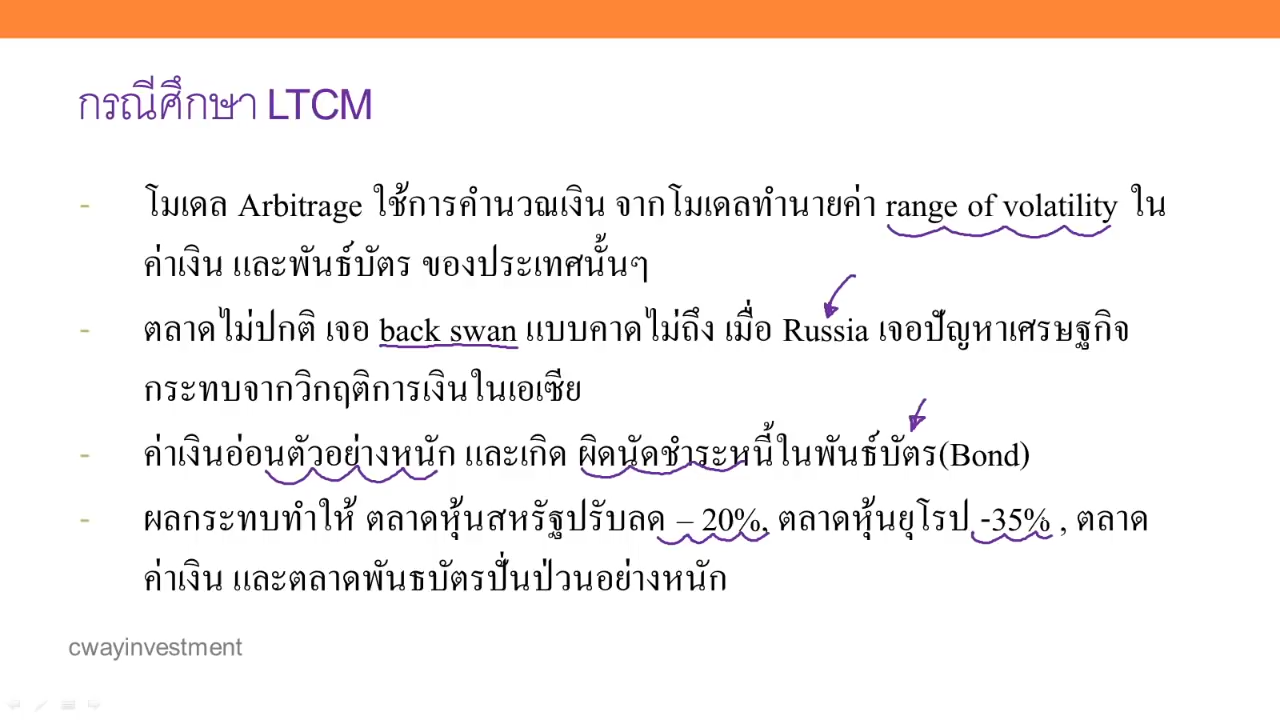 กรณีศึกษา LTCM
- โมเดล Arbitrage ใช้การคำนวณเงิน จากโมเดลทำนายค่า range of volatility ใน
ค่าเงิน และพันธ์บัตร ของประเทศนั้นๆ
- ตลาดไม่ปกติ เจอ back swan แบบคาดไม่ถึง เมื่อ Russia เจอปัญหาเศรษฐกิจ
กระทบจากวิกฤติการเงินในเอเซีย
- ค่าเงินอ่อนตัวอย่างหนัก และเกิด ผิดนัดชำระหนี้ในพันธ์บัตร(Bond)
- ผลกระทบทำให้ ตลาดหุ้นสหรัฐปรับลด – 20%, ตลาดหุ้นยุโรป -35% , ตลาด
ค่าเงิน และตลาดพันธบัตรปั่นป่วนอย่างหนัก
cwayinvestment